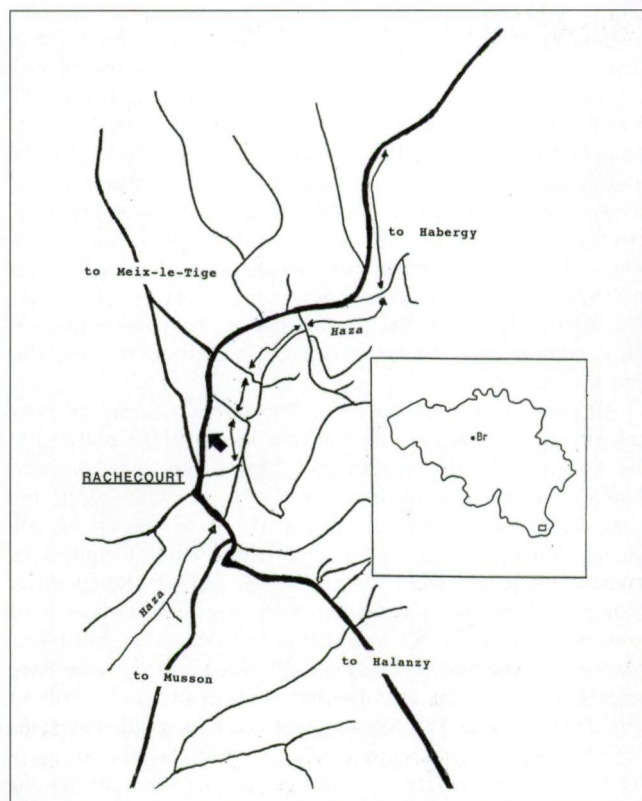 to Habergy
to Meix-le-Tige
Haza
Br
RACHECOURT
Haza
to Halanzy
to Musson